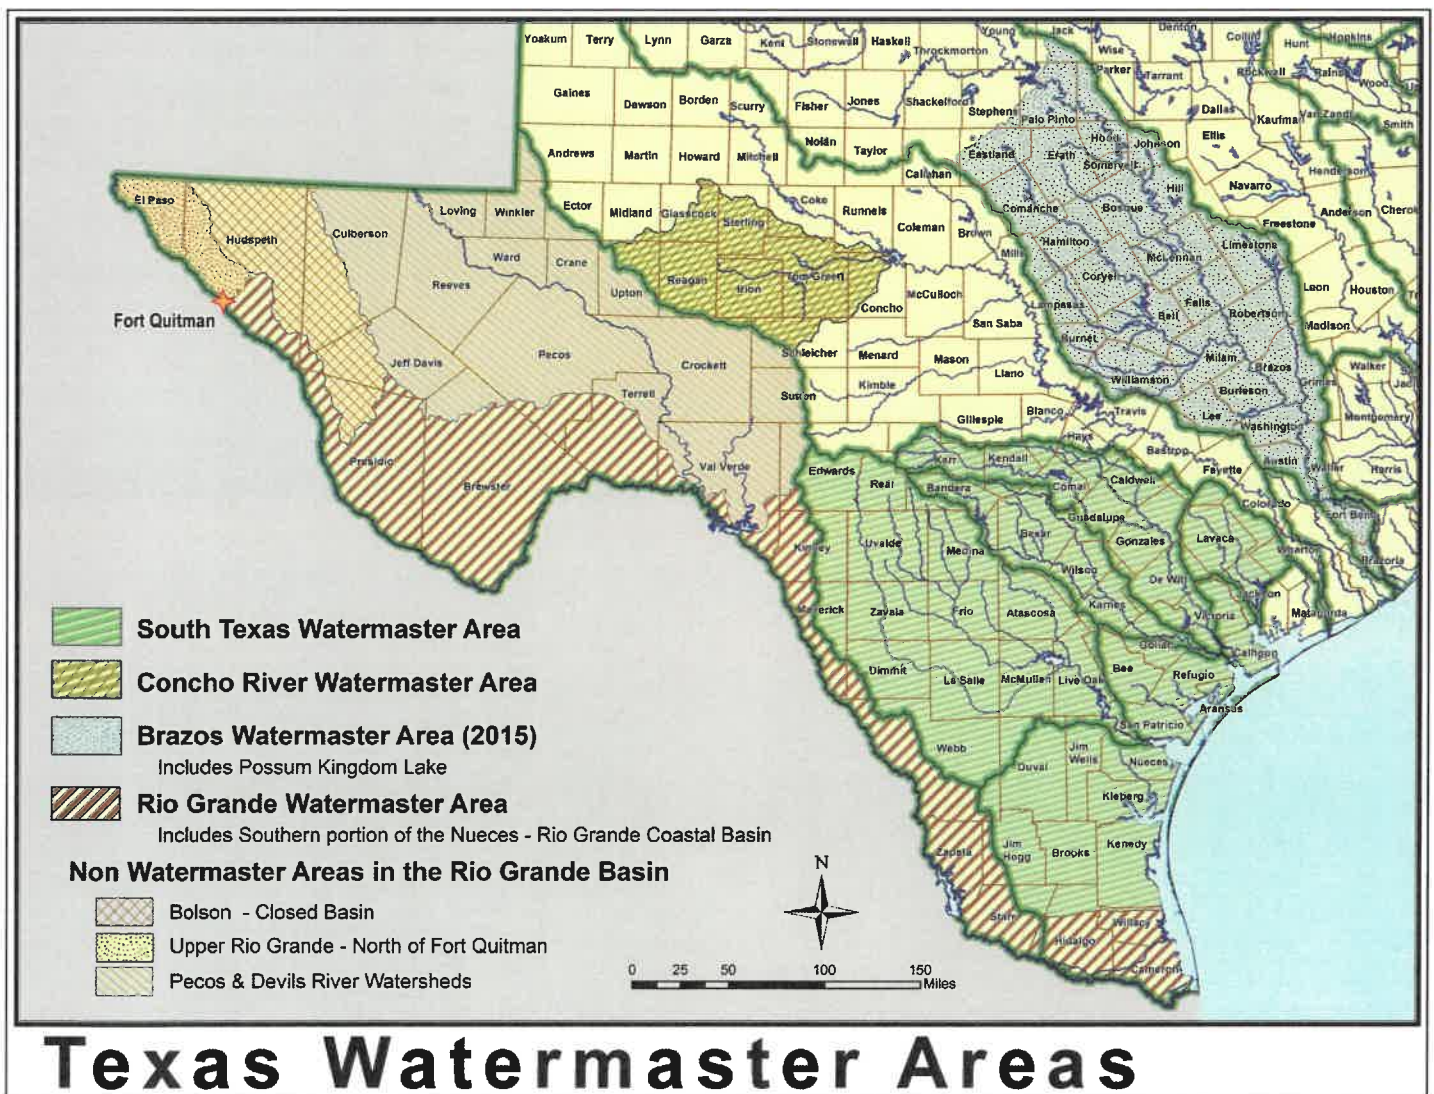 Yoakum Terry Lynn Garza Kent Stonewall Haskell Throckmorton Young Jack Wise Denton Collin Hunt Hopkins
Parker Tarrant Rockwall Rains Wood
Gaines Dawson Borden Scurry Fisher Jones Shackelford Stephens Palo Pinto Dallas Kaufma Van Zandt Smith
Andrews Martin Howard Mitchell Nolan Taylor Callahan Eastland Erath Hood Somervell Johnson Ellis Henderson
El Paso Hudspeth Culberson Loving Winkler Ector Midland Glasscock Sterling Coke Runnels Coleman Brown Comanche Bosque Hill Navarro Freestone Anderson Cherok
Ward Crane Reeves Upton Reagan Irion Tom Green Concho McCulloch Mills Hamilton Coryel McLennan Limestone Leon Houston
Fort Quitman
Jeff Davis Pecos Crockett Schleicher Menard Mason San Saba Lampasas Burnet Bell Falls Robertson Madison
Terrell Sutton Kimble Llano Williamson Milam Burleson Brazos Grimes Walker
Gillespie Blanco Travis Lee Washington Montgomery
Presidio Brewster Val Verde Edwards Real Kerr Kendall Hays Bastrop Fayette Austin Waller Harris
Bandera Comal Caldwell Guadalupe Colorado Fort Bend
Kinney Uvalde Medina Bexar Wilson Gonzales Lavaca Wharton Brazoria
Maverick Zavala Frio Atascosa Karnes De Witt Victoria Jackson Matagorda
Dimmit La Salle McMullen Live Oak Bee Goliad Refugio Calhoun
Aransas
San Patricio
Webb Duval Jim Wells Nueces
Kleberg
Zapata Jim Hogg Brooks Kenedy
Starr Hidalgo Willacy
Cameron
South Texas Watermaster Area
Concho River Watermaster Area
Brazos Watermaster Area (2015)
Includes Possum Kingdom Lake
Rio Grande Watermaster Area
Includes Southern portion of the Nueces - Rio Grande Coastal Basin
Non Watermaster Areas in the Rio Grande Basin
Bolson - Closed Basin
Upper Rio Grande - North of Fort Quitman
Pecos & Devils River Watersheds
N
0 25 50 100 150
Miles
Texas Watermaster Areas